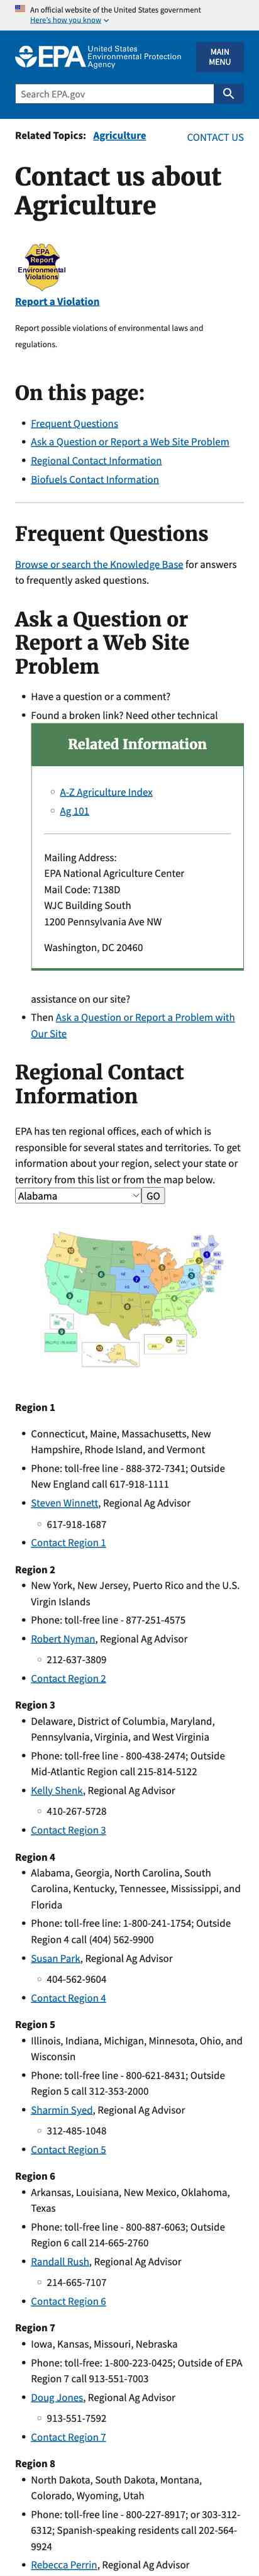 An official website of the United States government
Here's how you know
EPA
United States
Environmental Protection
Agency
MAIN
MENU
Search EPA.gov
Related Topics: Agriculture
CONTACT US
Contact us about
Agriculture
EPA
Report
Environmental
Violations
Report a Violation
Report possible violations of environmental laws and
regulations.
On this page:
Frequent Questions
Ask a Question or Report a Web Site Problem
Regional Contact Information
Biofuels Contact Information
Frequent Questions
Browse or search the Knowledge Base for answers
to frequently asked questions.
Ask a Question or
Report a Web Site
Problem
Have a question or a comment?
Found a broken link? Need other technical
Related Information
A-Z Agriculture Index
Ag 101
Mailing Address:
EPA National Agriculture Center
Mail Code: 7138D
WJC Building South
1200 Pennsylvania Ave NW
Washington, DC 20460
assistance on our site?
Then Ask a Question or Report a Problem with
Our Site
Regional Contact
Information
EPA has ten regional offices, each of which is
responsible for several states and territories. To get
information about your region, select your state or
territory from this list or from the map below.
Alabama
GO
Region 1
Connecticut, Maine, Massachusetts, New
Hampshire, Rhode Island, and Vermont
Phone: toll-free line - 888-372-7341; Outside
New England call 617-918-1111
Steven Winnett, Regional Ag Advisor
617-918-1687
Contact Region 1
Region 2
New York, New Jersey, Puerto Rico and the U.S.
Virgin Islands
Phone: toll-free line - 877-251-4575
Robert Nyman, Regional Ag Advisor
212-637-3809
Contact Region 2
Region 3
Delaware, District of Columbia, Maryland,
Pennsylvania, Virginia, and West Virginia
Phone: toll-free line - 800-438-2474; Outside
Mid-Atlantic Region call 215-814-5122
Kelly Shenk, Regional Ag Advisor
410-267-5728
Contact Region 3
Region 4
Alabama, Georgia, North Carolina, South
Carolina, Kentucky, Tennessee, Mississippi, and
Florida
Phone: toll-free line: 1-800-241-1754; Outside
Region 4 call (404) 562-9900
Susan Park, Regional Ag Advisor
404-562-9604
Contact Region 4
Region 5
Illinois, Indiana, Michigan, Minnesota, Ohio, and
Wisconsin
Phone: toll-free line - 800-621-8431; Outside
Region 5 call 312-353-2000
Sharmin Syed, Regional Ag Advisor
312-485-1048
Contact Region 5
Region 6
Arkansas, Louisiana, New Mexico, Oklahoma,
Texas
Phone: toll-free line - 800-887-6063; Outside
Region 6 call 214-665-2760
Randall Rush, Regional Ag Advisor
214-665-7107
Contact Region 6
Region 7
Iowa, Kansas, Missouri, Nebraska
Phone: toll-free: 1-800-223-0425; Outside of EPA
Region 7 call 913-551-7003
Doug Jones, Regional Ag Advisor
913-551-7592
Contact Region 7
Region 8
North Dakota, South Dakota, Montana,
Colorado, Wyoming, Utah
Phone: toll-free line - 800-227-8917; or 303-312-
6312; Spanish-speaking residents call 202-564-
9924
Rebecca Perrin, Regional Ag Advisor